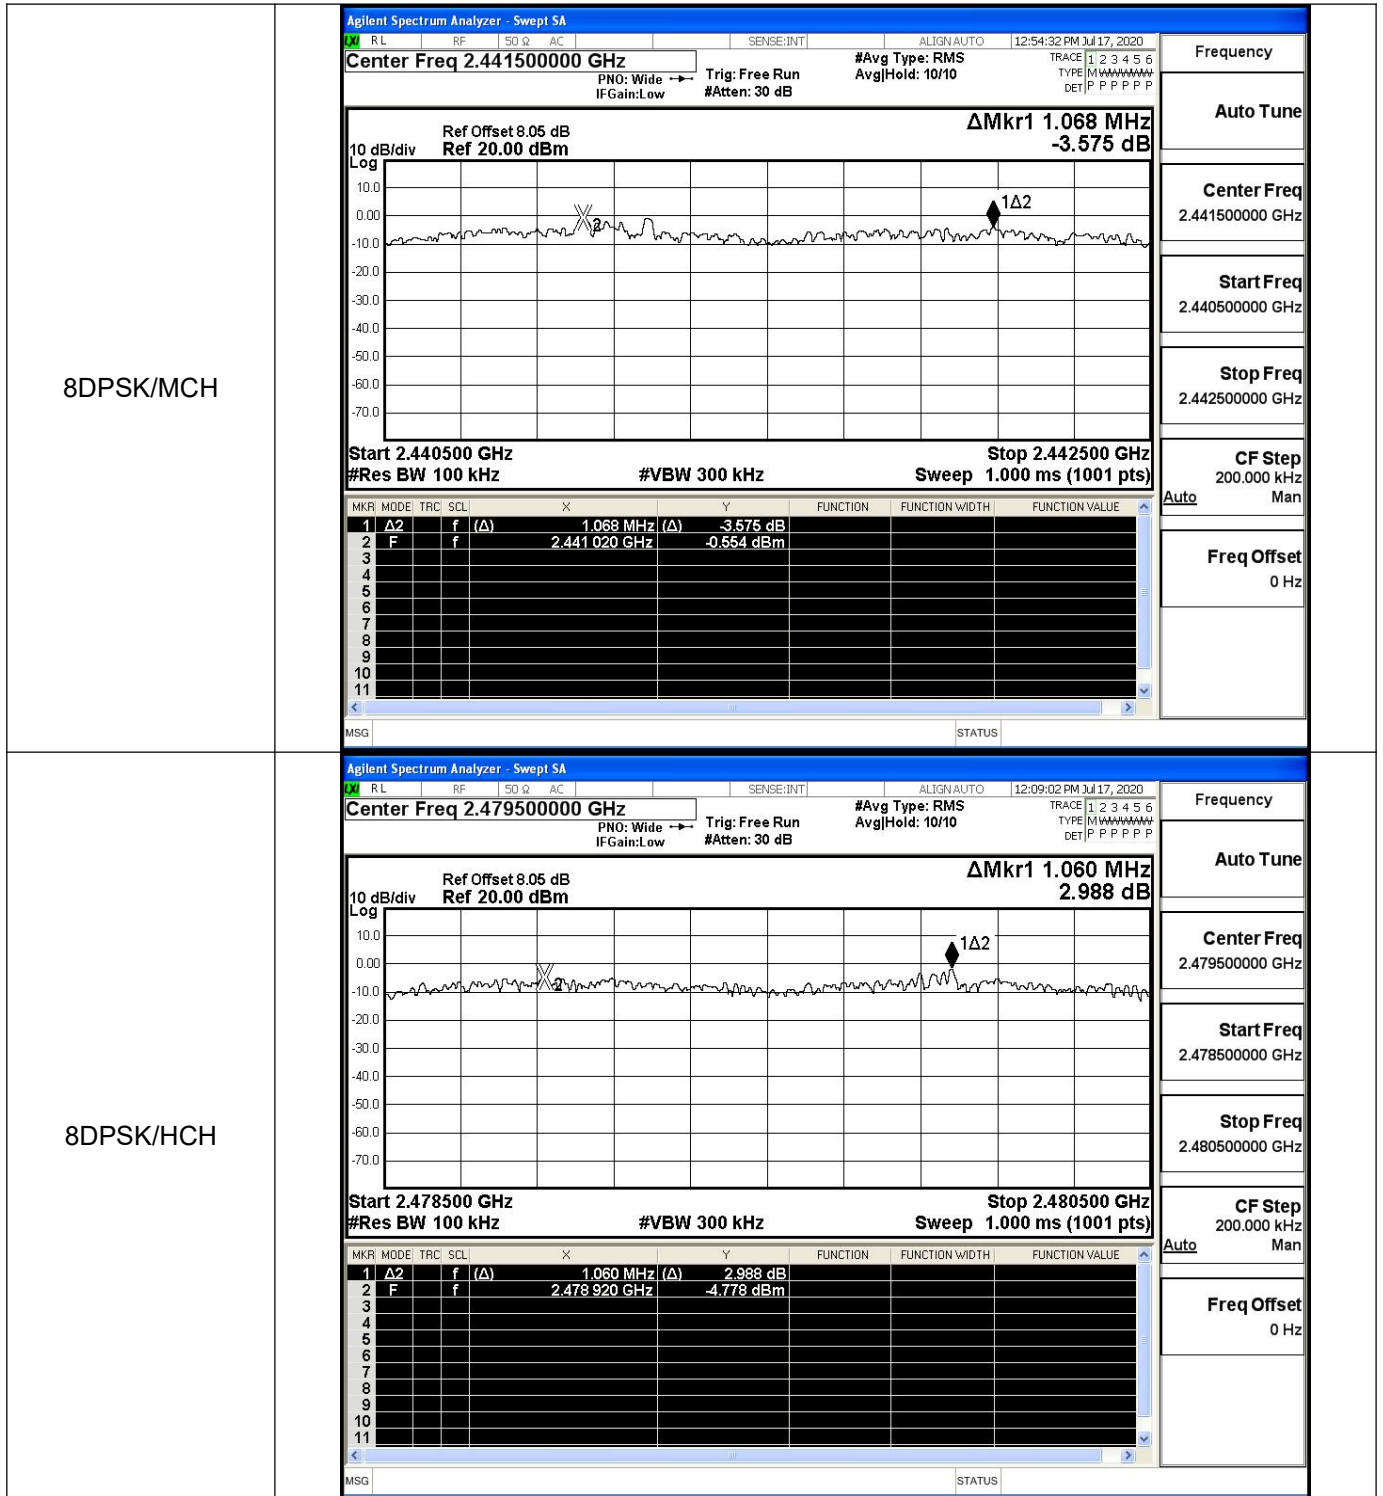 8DPSK/MCH
Agilent Spectrum Analyzer - Swept SA
LXI RL RF 50 Ω AC SENSE:INT ALIGN AUTO 12:54:32 PM Jul 17, 2020
Center Freq 2.441500000 GHz
PNO: Wide
IFGain:Low
Trig: Free Run
#Atten: 30 dB
#Avg Type: RMS
Avg|Hold: 10/10
TRACE 1 2 3 4 5 6
TYPE M WWWWW
DET P P P P P P
Ref Offset 8.05 dB
10 dB/div Ref 20.00 dBm
Log
ΔMkr1 1.068 MHz
-3.575 dB
10.0
0.00
-10.0
-20.0
-30.0
-40.0
-50.0
-60.0
-70.0
2
1Δ2
Start 2.440500 GHz Stop 2.442500 GHz
#Res BW 100 kHz #VBW 300 kHz Sweep 1.000 ms (1001 pts)
MKR MODE TRC SCL X Y FUNCTION FUNCTION WIDTH FUNCTION VALUE
1 Δ2 f (Δ) 1.068 MHz (Δ) -3.575 dB
2 F f 2.441 020 GHz -0.554 dBm
3
4
5
6
7
8
9
10
11
MSG STATUS
Frequency
Auto Tune
Center Freq
2.441500000 GHz
Start Freq
2.440500000 GHz
Stop Freq
2.442500000 GHz
CF Step
200.000 kHz
Auto Man
Freq Offset
0 Hz
8DPSK/HCH
Agilent Spectrum Analyzer - Swept SA
LXI RL RF 50 Ω AC SENSE:INT ALIGN AUTO 12:09:02 PM Jul 17, 2020
Center Freq 2.479500000 GHz
PNO: Wide
IFGain:Low
Trig: Free Run
#Atten: 30 dB
#Avg Type: RMS
Avg|Hold: 10/10
TRACE 1 2 3 4 5 6
TYPE M WWWWW
DET P P P P P P
Ref Offset 8.05 dB
10 dB/div Ref 20.00 dBm
Log
ΔMkr1 1.060 MHz
2.988 dB
10.0
0.00
-10.0
-20.0
-30.0
-40.0
-50.0
-60.0
-70.0
2
1Δ2
Start 2.478500 GHz Stop 2.480500 GHz
#Res BW 100 kHz #VBW 300 kHz Sweep 1.000 ms (1001 pts)
MKR MODE TRC SCL X Y FUNCTION FUNCTION WIDTH FUNCTION VALUE
1 Δ2 f (Δ) 1.060 MHz (Δ) 2.988 dB
2 F f 2.478 920 GHz -4.778 dBm
3
4
5
6
7
8
9
10
11
MSG STATUS
Frequency
Auto Tune
Center Freq
2.479500000 GHz
Start Freq
2.478500000 GHz
Stop Freq
2.480500000 GHz
CF Step
200.000 kHz
Auto Man
Freq Offset
0 Hz